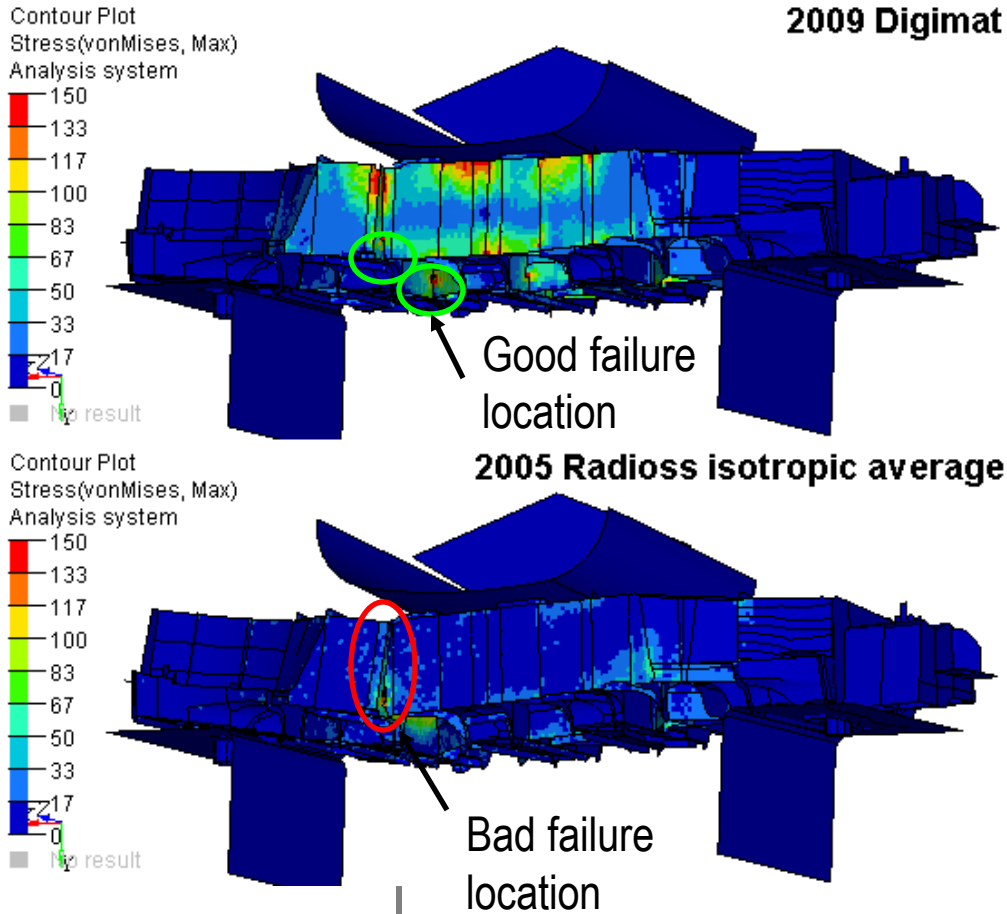 Contour Plot
Stress(vonMises, Max)
Analysis system
2009 Digimat
150
133
117
100
83
67
50
33
17
0
Z
Y
No result
Good failure
location
Contour Plot
Stress(vonMises, Max)
Analysis system
2005 Radioss isotropic average
150
133
117
100
83
67
50
33
17
0
Z
Y
No result
Bad failure
location